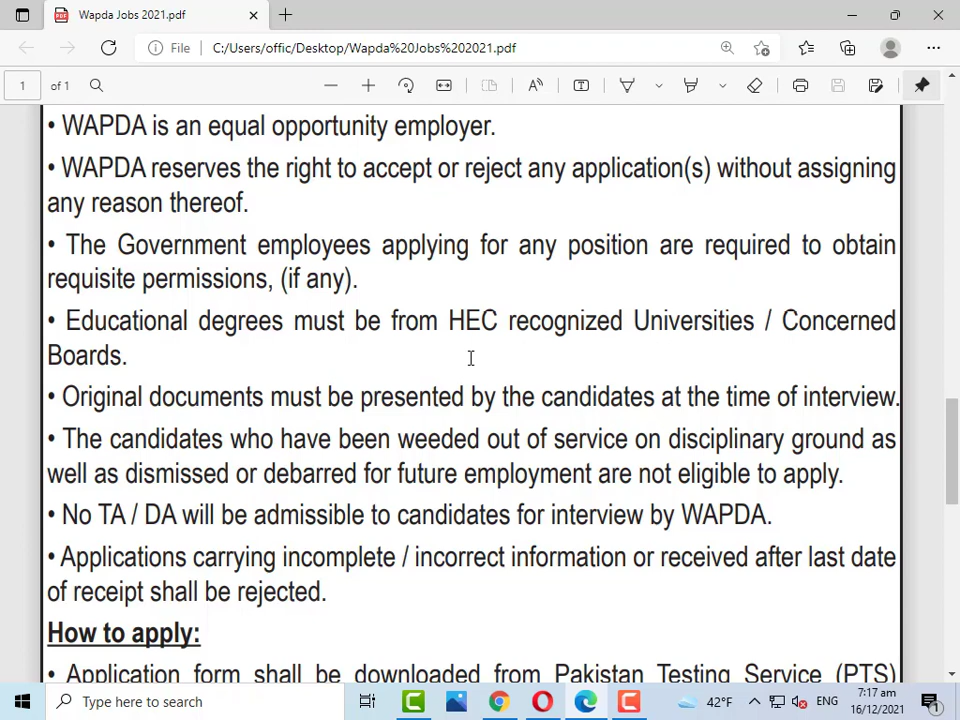 Wapda Jobs 2021.pdf
File C:/Users/offic/Desktop/Wapda%20Jobs%202021.pdf
1 of 1
• WAPDA is an equal opportunity employer.
• WAPDA reserves the right to accept or reject any application(s) without assigning
any reason thereof.
• The Government employees applying for any position are required to obtain
requisite permissions, (if any).
• Educational degrees must be from HEC recognized Universities / Concerned
Boards.
• Original documents must be presented by the candidates at the time of interview.
• The candidates who have been weeded out of service on disciplinary ground as
well as dismissed or debarred for future employment are not eligible to apply.
• No TA / DA will be admissible to candidates for interview by WAPDA.
• Applications carrying incomplete / incorrect information or received after last date
of receipt shall be rejected.
How to apply:
• Application form shall be downloaded from Pakistan Testing Service (PTS)
Type here to search
42°F
ENG
7:17 am
16/12/2021
1